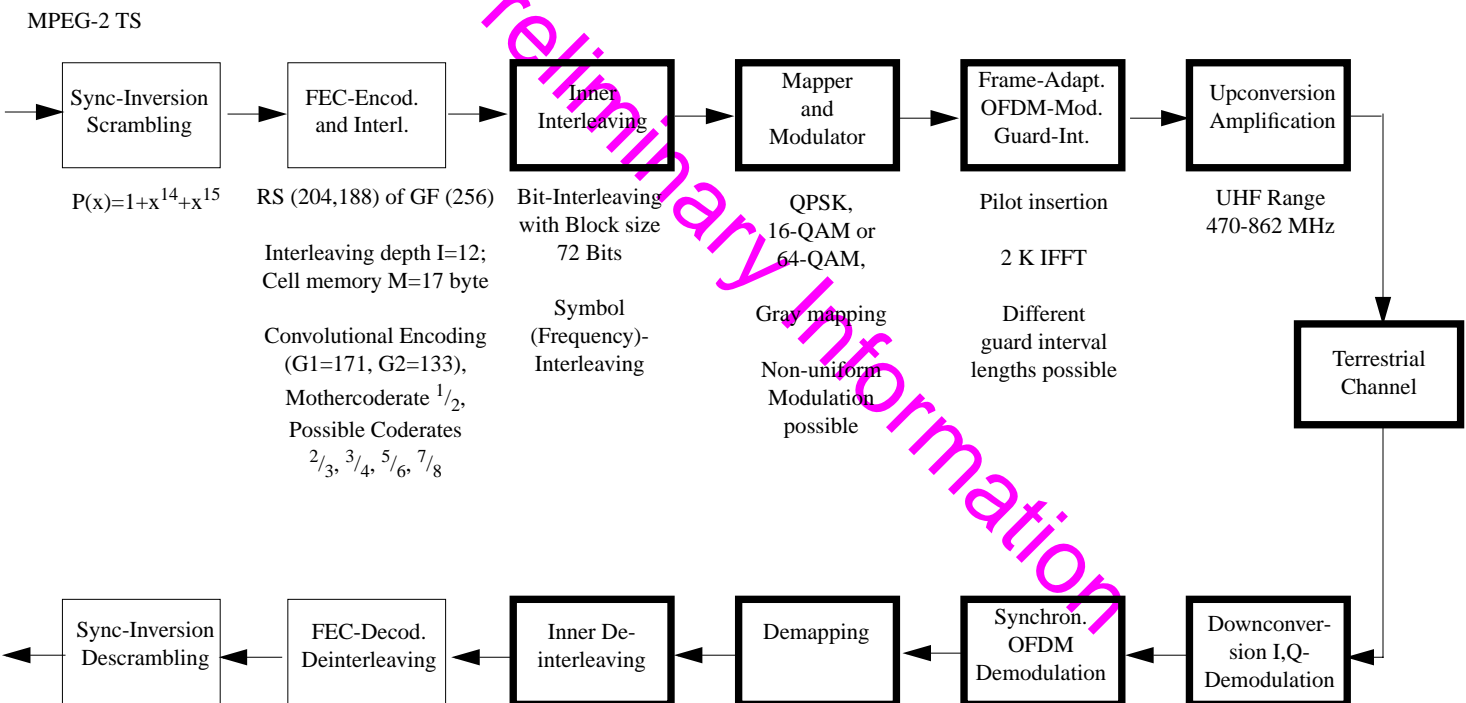 MPEG-2 TS
Sync-Inversion
Scrambling
P(x)=1+x^14+x^15
FEC-Encod.
and Interl.
RS (204,188) of GF (256)
Interleaving depth I=12;
Cell memory M=17 byte
Convolutional Encoding
(G1=171, G2=133),
Mothercoderate 1/2,
Possible Coderates
2/3, 3/4, 5/6, 7/8
Inner
Interleaving
Bit-Interleaving
with Block size
72 Bits
Symbol
(Frequency)-
Interleaving
Mapper
and
Modulator
QPSK,
16-QAM or
64-QAM,
Gray mapping
Non-uniform
Modulation
possible
Frame-Adapt.
OFDM-Mod.
Guard-Int.
Pilot insertion
2 K IFFT
Different
guard interval
lengths possible
Upconversion
Amplification
UHF Range
470-862 MHz
Terrestrial
Channel
Downconver-
sion I,Q-
Demodulation
Synchron.
OFDM
Demodulation
Demapping
Inner De-
interleaving
FEC-Decod.
Deinterleaving
Sync-Inversion
Descrambling
reliminary Information